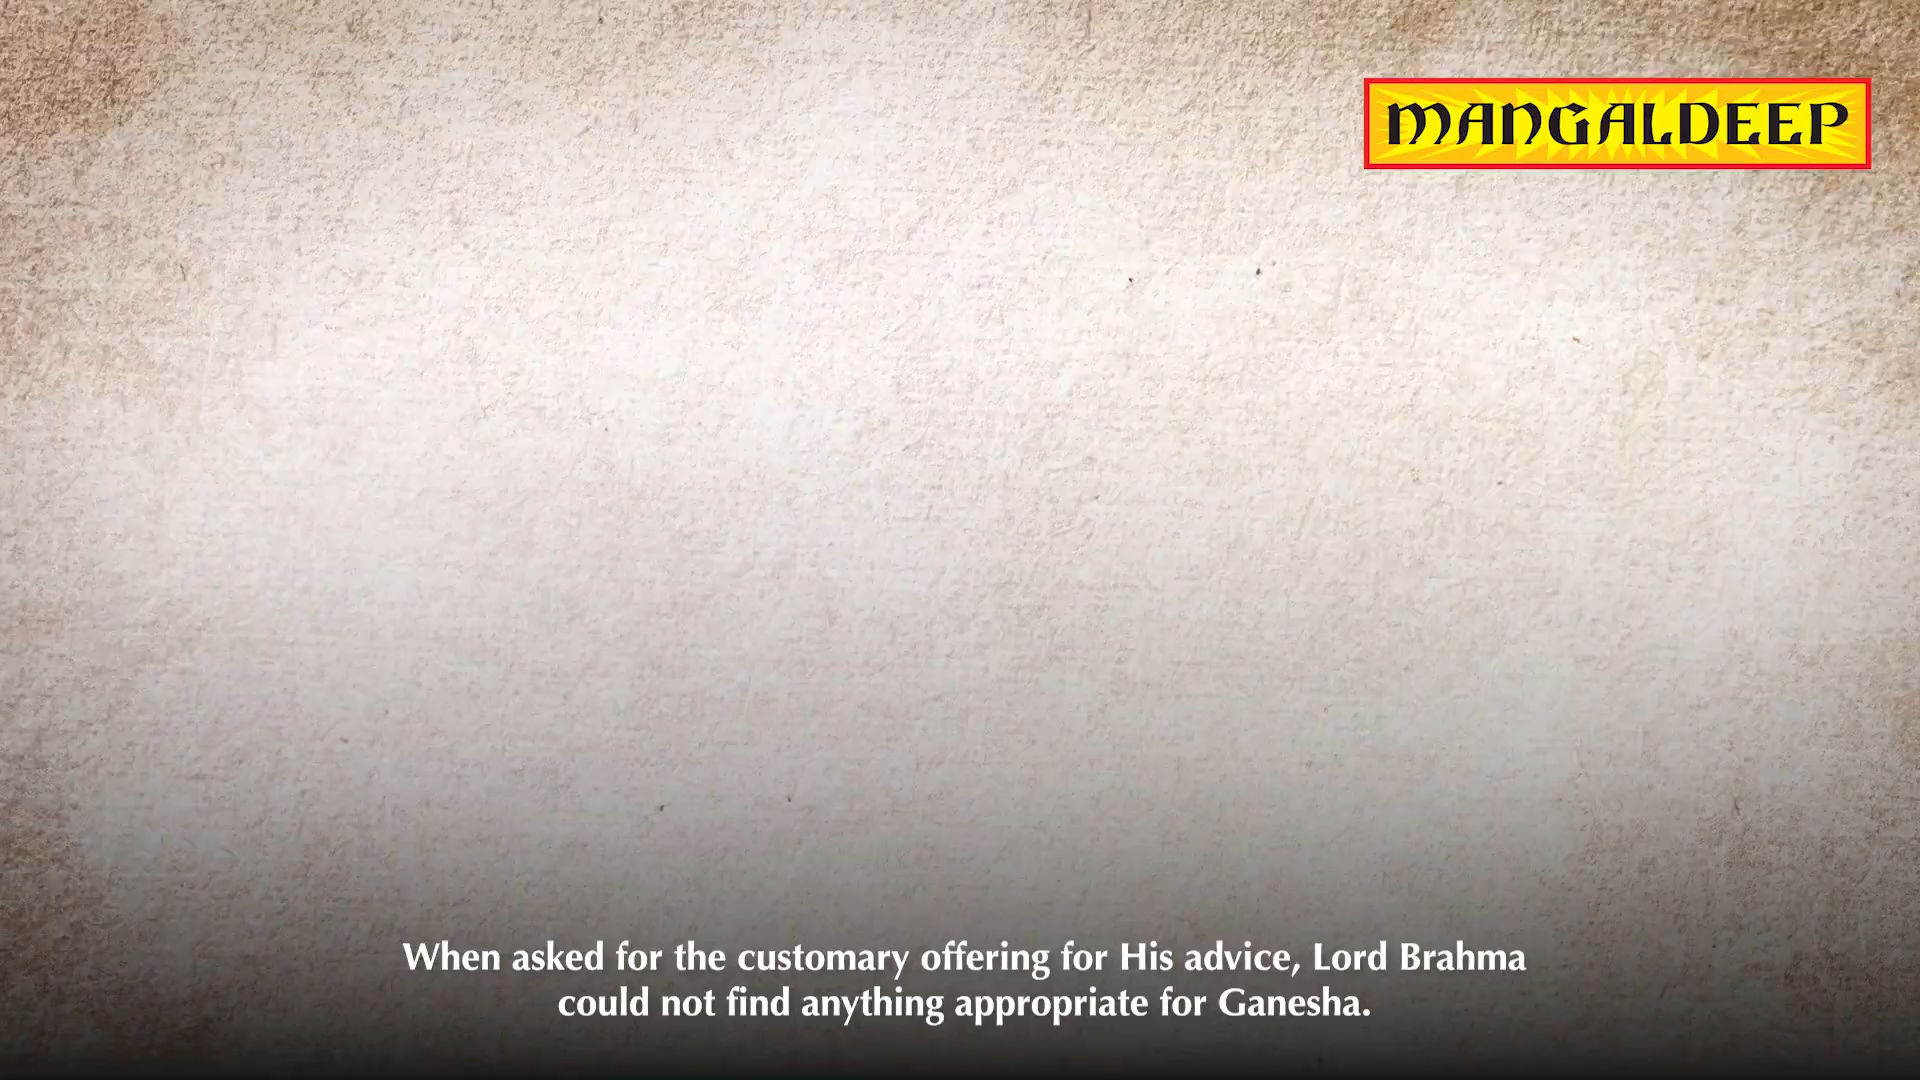 MANGALDEEP
When asked for the customary offering for His advice, Lord Brahma
could not find anything appropriate for Ganesha.